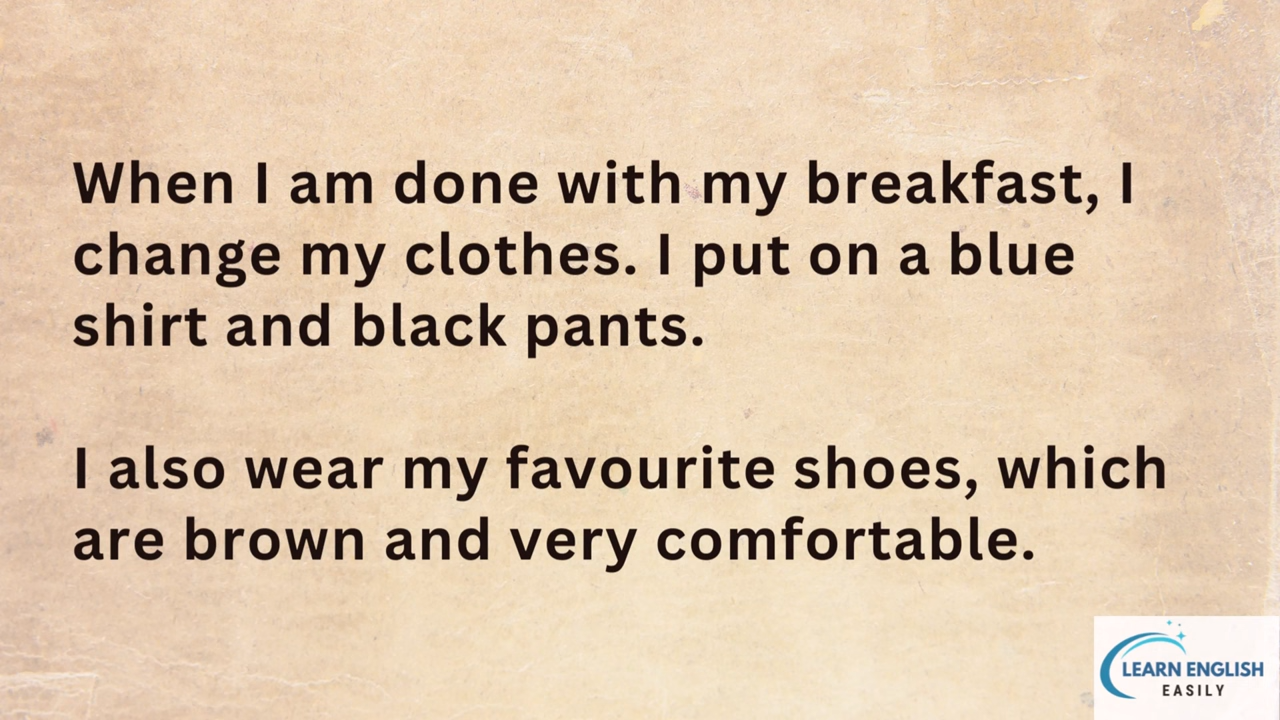 When I am done with my breakfast, I
change my clothes. I put on a blue
shirt and black pants.
I also wear my favourite shoes, which
are brown and very comfortable.
LEARN ENGLISH
EASILY